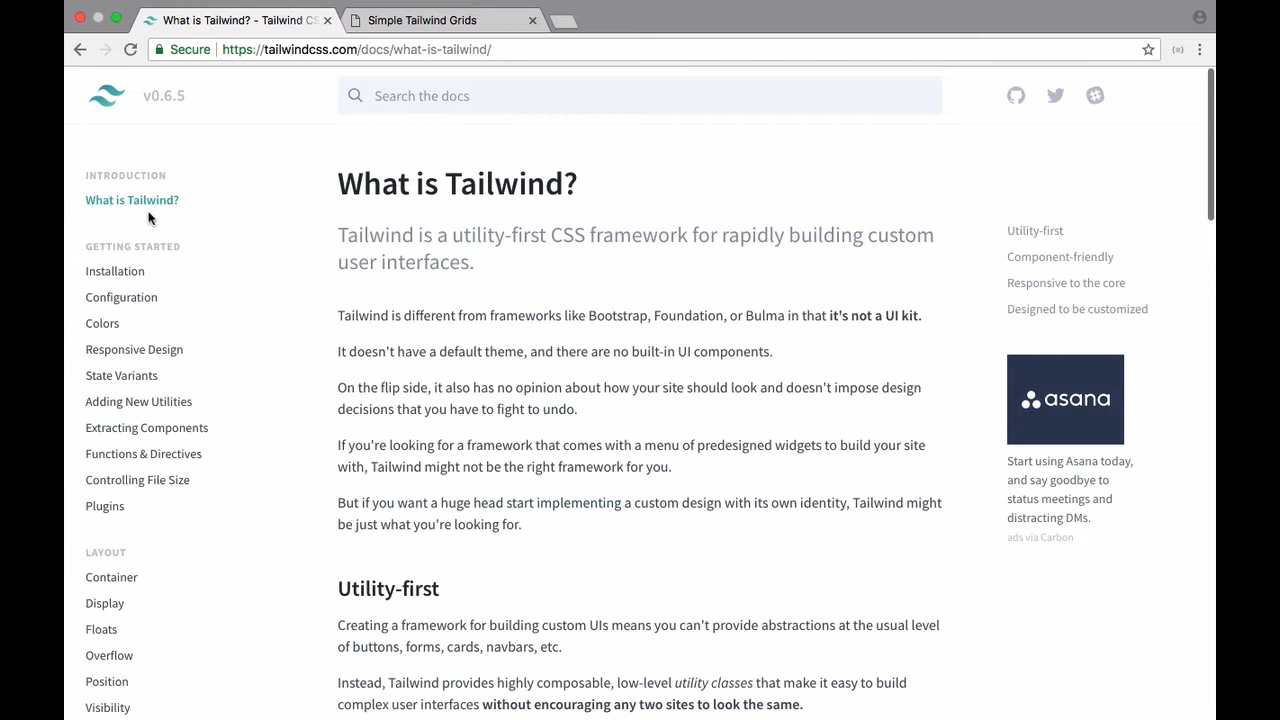 What is Tailwind? - Tailwind CS
Simple Tailwind Grids
Secure
https://tailwindcss.com/docs/what-is-tailwind/
v0.6.5
Search the docs
INTRODUCTION
What is Tailwind?
GETTING STARTED
Installation
Configuration
Colors
Responsive Design
State Variants
Adding New Utilities
Extracting Components
Functions & Directives
Controlling File Size
Plugins
LAYOUT
Container
Display
Floats
Overflow
Position
Visibility
What is Tailwind?
Tailwind is a utility-first CSS framework for rapidly building custom
user interfaces.
Tailwind is different from frameworks like Bootstrap, Foundation, or Bulma in that it's not a UI kit.
It doesn't have a default theme, and there are no built-in UI components.
On the flip side, it also has no opinion about how your site should look and doesn't impose design
decisions that you have to fight to undo.
If you're looking for a framework that comes with a menu of predesigned widgets to build your site
with, Tailwind might not be the right framework for you.
But if you want a huge head start implementing a custom design with its own identity, Tailwind might
be just what you're looking for.
Utility-first
Creating a framework for building custom UIs means you can't provide abstractions at the usual level
of buttons, forms, cards, navbars, etc.
Instead, Tailwind provides highly composable, low-level utility classes that make it easy to build
complex user interfaces without encouraging any two sites to look the same.
Utility-first
Component-friendly
Responsive to the core
Designed to be customized
asana
Start using Asana today,
and say goodbye to
status meetings and
distracting DMs.
ads via Carbon